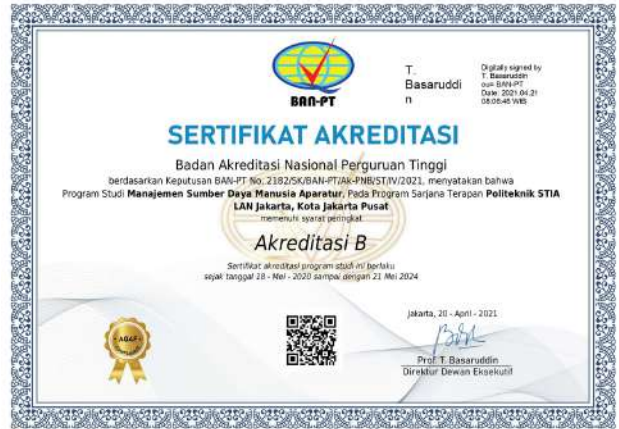 BAN-PT
T.
Basaruddi
n
Digitally signed by
T. Basaruddin
ou= BAN-PT
Date: 2021.04.21
08:08:46 WIB
SERTIFIKAT AKREDITASI
Badan Akreditasi Nasional Perguruan Tinggi
berdasarkan Keputusan BAN-PT No. 2182/SK/BAN-PT/Ak-PNB/ST/IV/2021, menyatakan bahwa
Program Studi Manajemen Sumber Daya Manusia Aparatur, Pada Program Sarjana Terapan Politeknik STIA
LAN Jakarta, Kota Jakarta Pusat
memenuhi syarat peringkat
Akreditasi B
Sertifikat akreditasi program studi ini berlaku
sejak tanggal 18 - Mei - 2020 sampai dengan 21 Mei 2024
Jakarta, 20 - April - 2021
AQAF
Prof. T. Basaruddin
Direktur Dewan Eksekutif